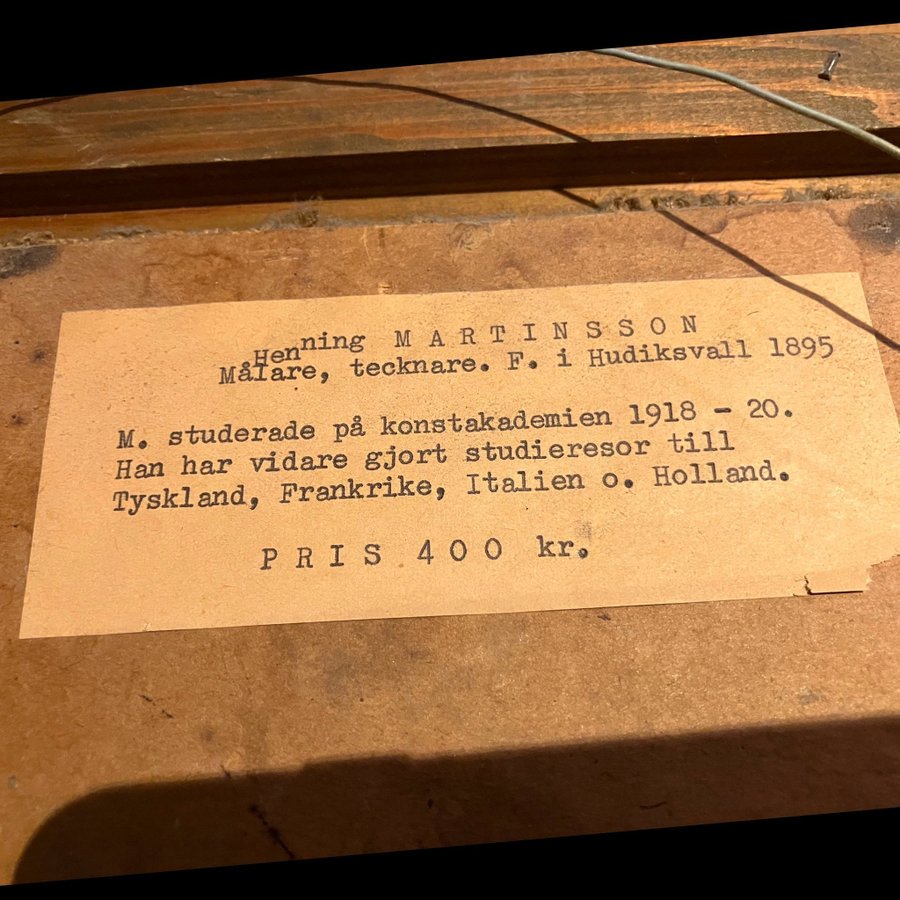 Henning MARTINSSON
Målare, tecknare. F. i Hudiksvall 1895
M. studerade på konstakademien 1918 - 20.
Han har vidare gjort studieresor till
Tyskland, Frankrike, Italien o. Holland.
PRIS 400 kr.